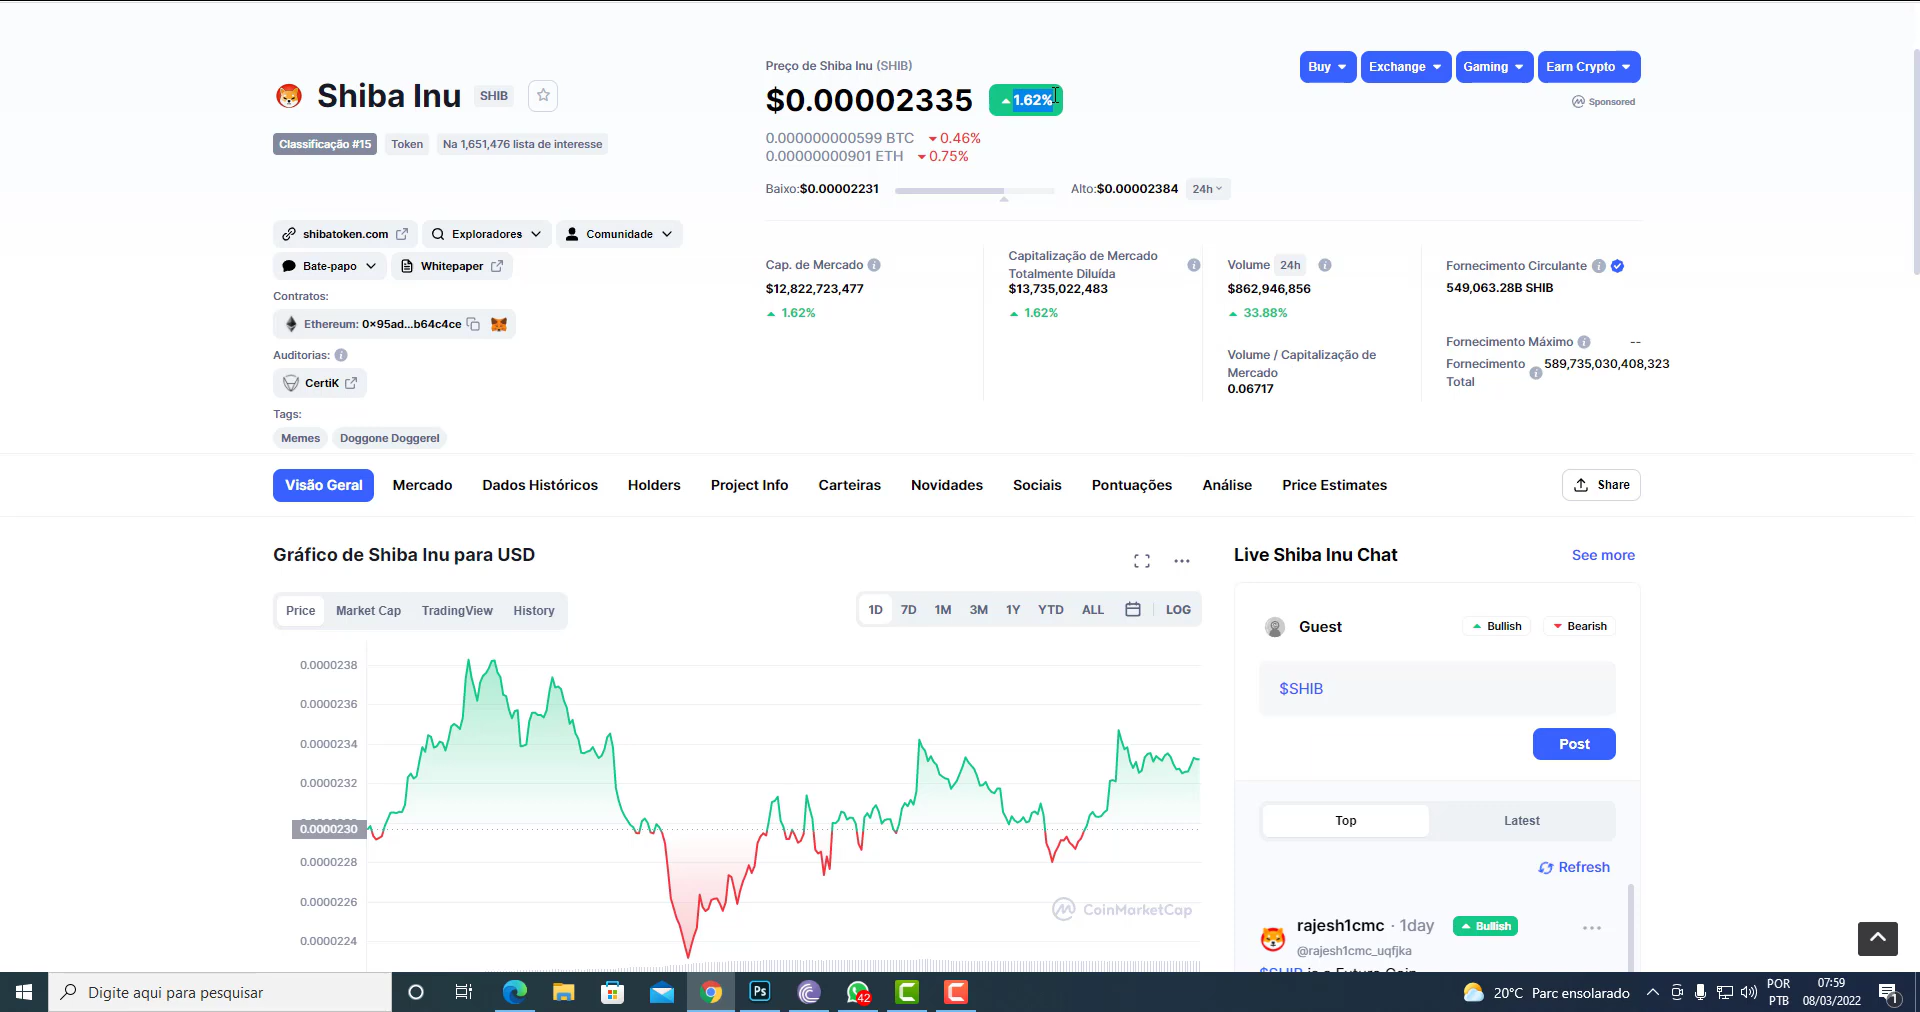 Shiba Inu SHIB
Classificação #15 Token Na 1,651,476 lista de interesse
Preço de Shiba Inu (SHIB)
$0.00002335 1.62%
0.000000000599 BTC 0.46%
0.00000000901 ETH 0.75%
Baixo:$0.00002231 Alto:$0.00002384 24h
Buy Exchange Gaming Earn Crypto
Sponsored
shibatoken.com Exploradores Comunidade
Bate-papo Whitepaper
Contratos:
Ethereum: 0x95ad...b64c4ce
Auditorias:
CertiK
Tags:
Memes Doggone Doggerel
Cap. de Mercado
$12,822,723,477
1.62%
Capitalização de Mercado
Totalmente Diluída
$13,735,022,483
1.62%
Volume 24h
$862,946,856
33.88%
Volume / Capitalização de
Mercado
0.06717
Fornecimento Circulante
549,063.28B SHIB
Fornecimento Máximo --
Fornecimento
Total
589,735,030,408,323
Visão Geral Mercado Dados Históricos Holders Project Info Carteiras Novidades Sociais Pontuações Análise Price Estimates Share
Gráfico de Shiba Inu para USD
Price Market Cap TradingView History
1D 7D 1M 3M 1Y YTD ALL LOG
0.0000238
0.0000236
0.0000234
0.0000232
0.0000230
0.0000228
0.0000226
0.0000224
CoinMarketCap
Live Shiba Inu Chat See more
Guest Bullish Bearish
$SHIB
Post
Top Latest
Refresh
rajesh1cmc · 1day Bullish
@rajesh1cmc_uqfjka
$SHIB is a Future Coin
Digite aqui para pesquisar
Ps
42
20°C Parc ensolarado
POR
PTB
07:59
08/03/2022
1